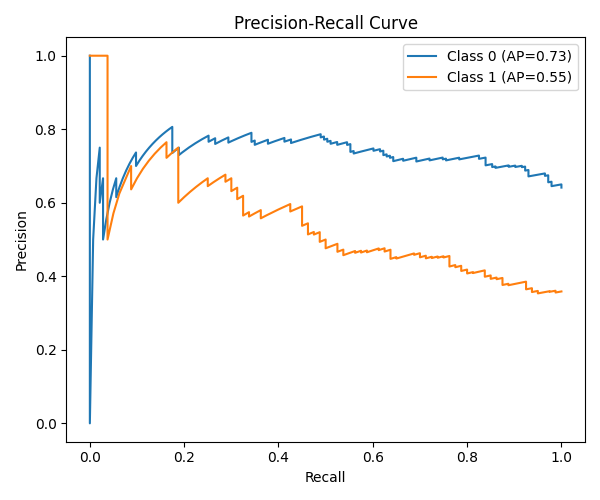 Precision-Recall Curve
Class 0 (AP=0.73)
Class 1 (AP=0.55)
Precision
1.0
0.8
0.6
0.4
0.2
0.0
0.0 0.2 0.4 0.6 0.8 1.0
Recall